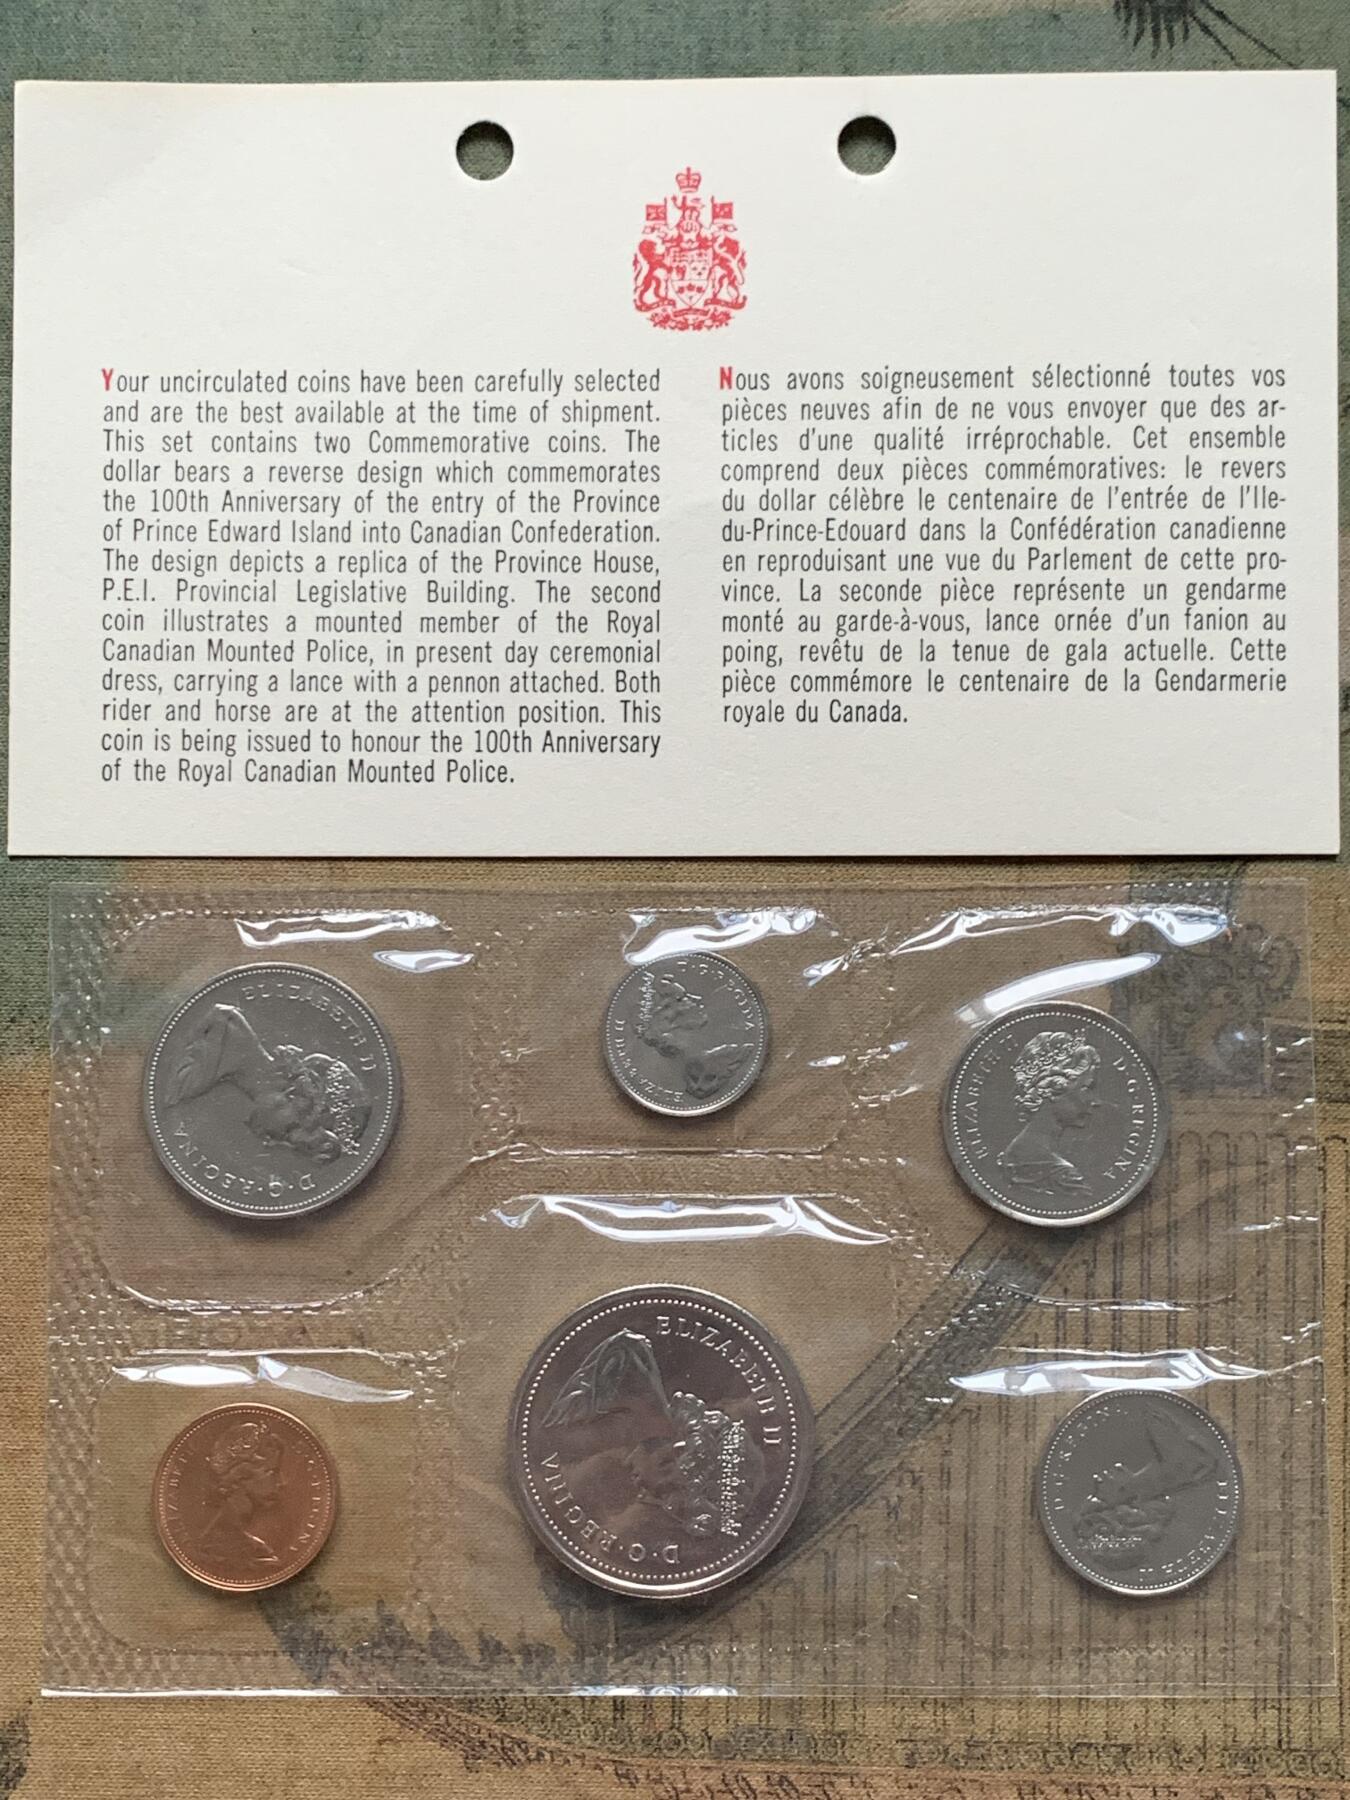 Your uncirculated coins have been carefully selected
and are the best available at the time of shipment.
This set contains two Commemorative coins. The
dollar bears a reverse design which commemorates
the 100th Anniversary of the entry of the Province
of Prince Edward Island into Canadian Confederation.
The design depicts a replica of the Province House,
P.E.I. Provincial Legislative Building. The second
coin illustrates a mounted member of the Royal
Canadian Mounted Police, in present day ceremonial
dress, carrying a lance with a pennon attached. Both
rider and horse are at the attention position. This
coin is being issued to honour the 100th Anniversary
of the Royal Canadian Mounted Police.
Nous avons soigneusement sélectionné toutes vos
pièces neuves afin de ne vous envoyer que des ar-
ticles d'une qualité irréprochable. Cet ensemble
comprend deux pièces commémoratives: le revers
du dollar célèbre le centenaire de l'entrée de l'Ile-
du-Prince-Edouard dans la Confédération canadienne
en reproduisant une vue du Parlement de cette pro-
vince. La seconde pièce représente un gendarme
monté au garde-à-vous, lance ornée d'un fanion au
poing, revêtu de la tenue de gala actuelle. Cette
pièce commémore le centenaire de la Gendarmerie
royale du Canada.
ELIZABETH II D·G·REGINA
D·G·REGINA
ELIZABETH II D·G·REGINA
ELIZABETH II D·G·REGINA
ELIZABETH II D·G·REGINA
D·G·REGINA